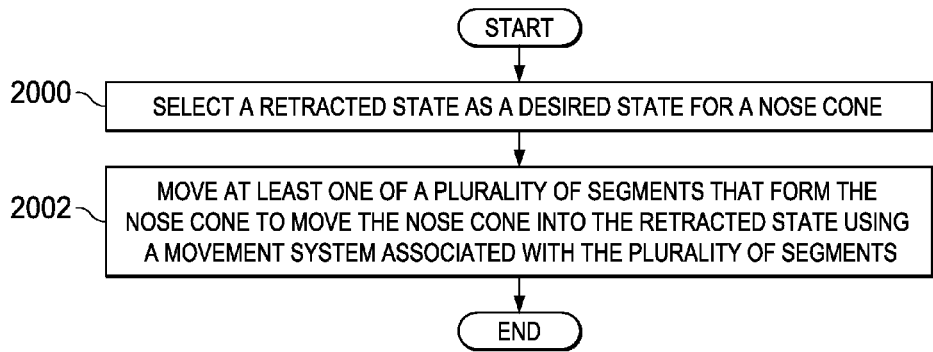 START
2000
SELECT A RETRACTED STATE AS A DESIRED STATE FOR A NOSE CONE
2002
MOVE AT LEAST ONE OF A PLURALITY OF SEGMENTS THAT FORM THE
NOSE CONE TO MOVE THE NOSE CONE INTO THE RETRACTED STATE USING
A MOVEMENT SYSTEM ASSOCIATED WITH THE PLURALITY OF SEGMENTS
END